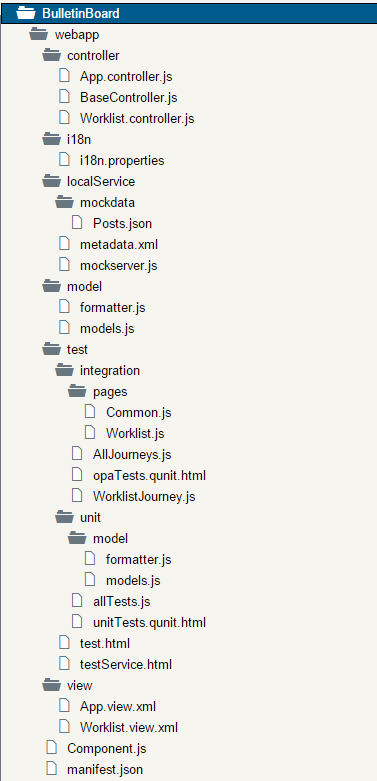 BulletinBoard
webapp
controller
App.controller.js
BaseController.js
Worklist.controller.js
i18n
i18n.properties
localService
mockdata
Posts.json
metadata.xml
mockserver.js
model
formatter.js
models.js
test
integration
pages
Common.js
Worklist.js
AllJourneys.js
opaTests.qunit.html
WorklistJourney.js
unit
model
formatter.js
models.js
allTests.js
unitTests.qunit.html
test.html
testService.html
view
App.view.xml
Worklist.view.xml
Component.js
manifest.json